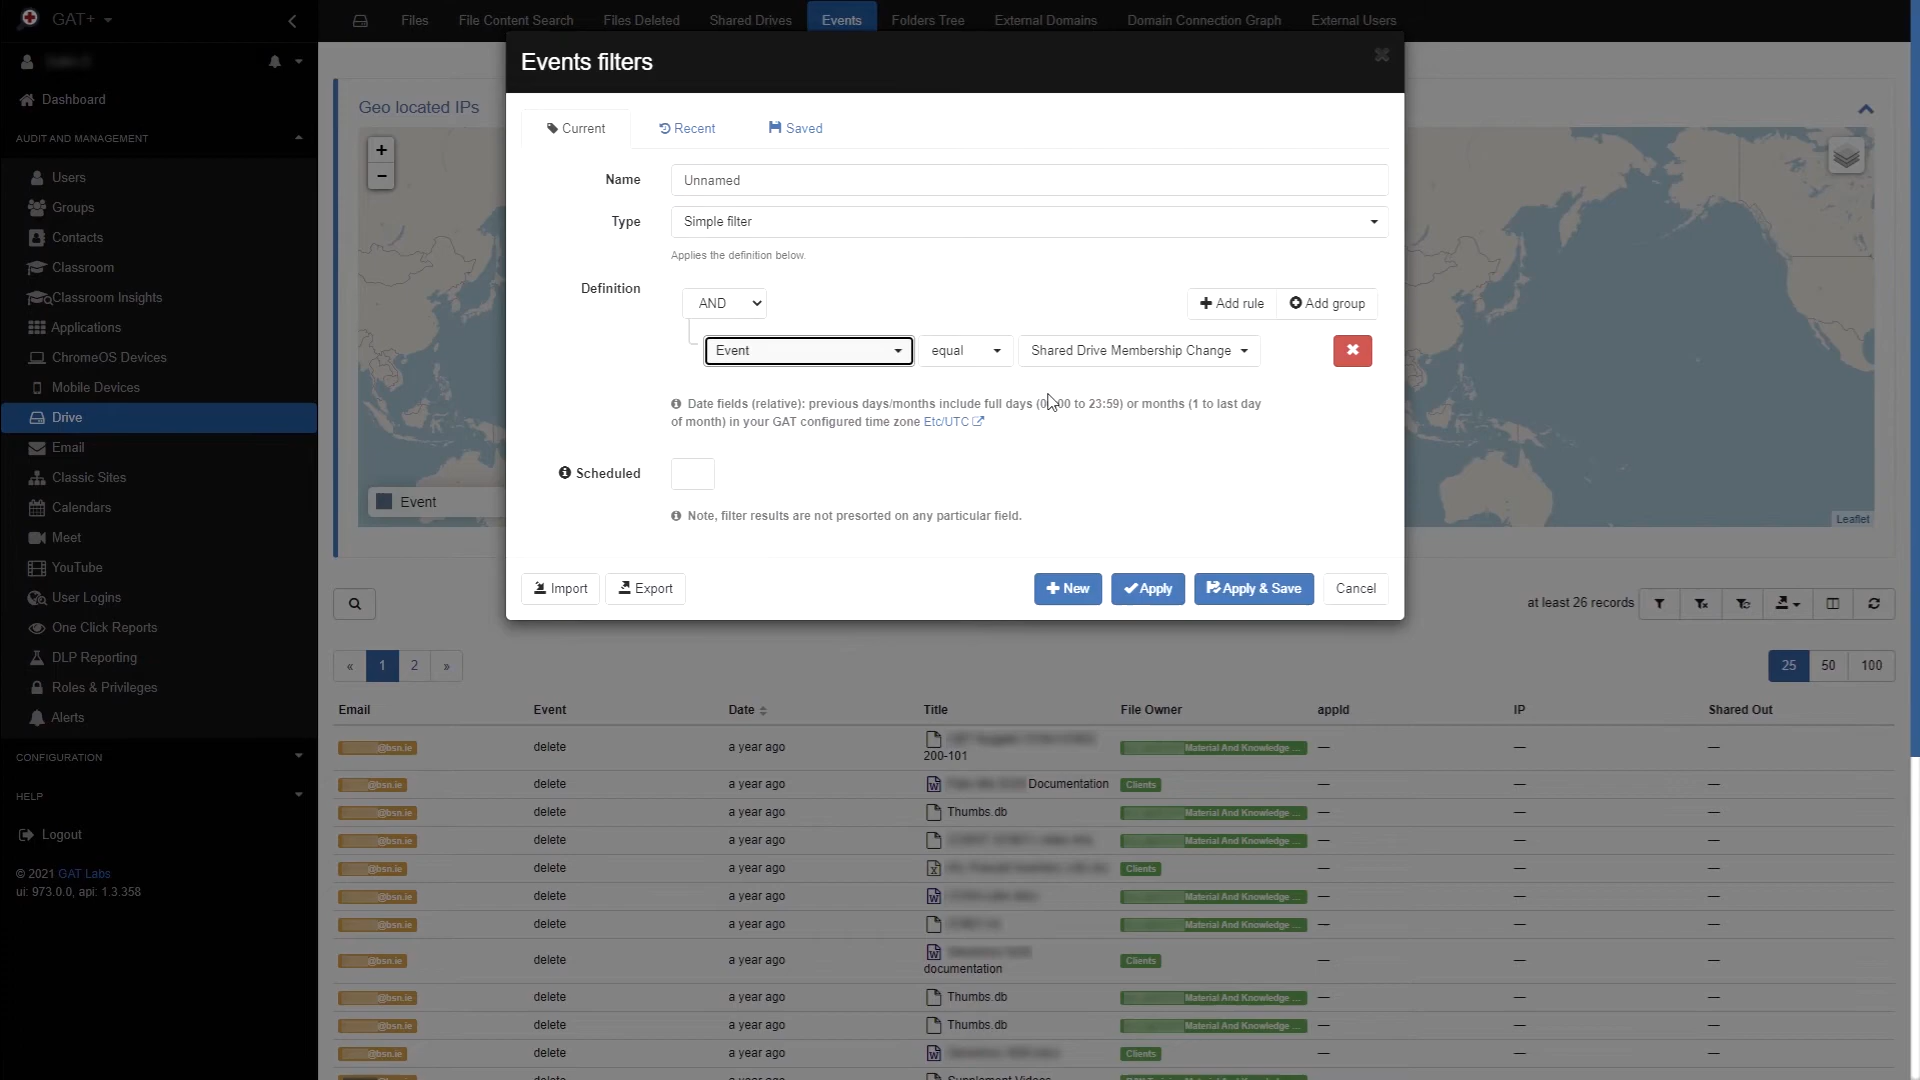 GAT+
Files
File Content Search
Files Deleted
Shared Drives
Events
Folders Tree
External Domains
Domain Connection Graph
External Users
Dashboard
AUDIT AND MANAGEMENT
Users
Groups
Contacts
Classroom
Classroom Insights
Applications
ChromeOS Devices
Mobile Devices
Drive
Email
Classic Sites
Calendars
Meet
YouTube
User Logins
One Click Reports
DLP Reporting
Roles & Privileges
Alerts
CONFIGURATION
HELP
Logout
© 2021 GAT Labs
ui: 973.0.0, api: 1.3.358
Geo located IPs
+
−
Event
Leaflet
Events filters
Current
Recent
Saved
Name
Unnamed
Type
Simple filter
Applies the definition below.
Definition
AND
Add rule
Add group
Event
equal
Shared Drive Membership Change
Date fields (relative): previous days/months include full days (00:00 to 23:59) or months (1 to last day
of month) in your GAT configured time zone Etc/UTC
Scheduled
Note, filter results are not presorted on any particular field.
Import
Export
New
Apply
Apply & Save
Cancel
at least 26 records
« 1 2 »
25 50 100
Email Event Date Title File Owner appId IP Shared Out
@bsn.ie delete a year ago 200-101 Material And Knowledge ... — — —
@bsn.ie delete a year ago Documentation Clients — — —
@bsn.ie delete a year ago Thumbs.db Material And Knowledge ... — — —
@bsn.ie delete a year ago Material And Knowledge ... — — —
@bsn.ie delete a year ago Clients — — —
@bsn.ie delete a year ago Material And Knowledge ... — — —
@bsn.ie delete a year ago Material And Knowledge ... — — —
@bsn.ie delete a year ago documentation Clients — — —
@bsn.ie delete a year ago Thumbs.db Material And Knowledge ... — — —
@bsn.ie delete a year ago Thumbs.db Material And Knowledge ... — — —
@bsn.ie delete a year ago Clients — — —
delete a year ago Supplement Videos